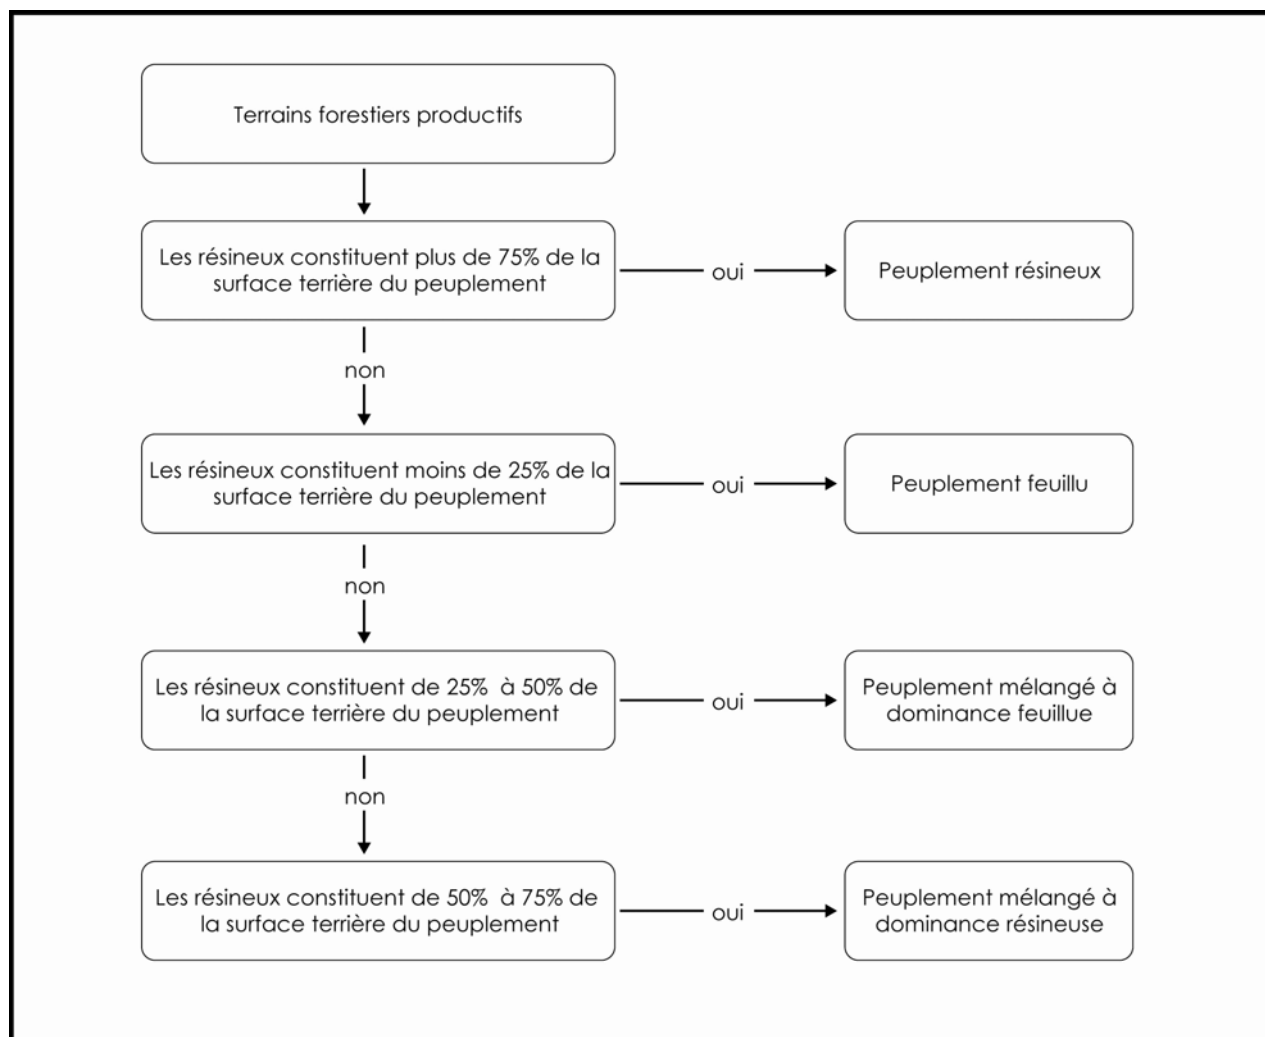 Terrains forestiers productifs
Les résineux constituent plus de 75% de la
surface terrière du peuplement
oui
Peuplement résineux
non
Les résineux constituent moins de 25% de la
surface terrière du peuplement
oui
Peuplement feuillu
non
Les résineux constituent de 25% à 50% de
la surface terrière du peuplement
oui
Peuplement mélangé à
dominance feuillue
non
Les résineux constituent de 50% à 75% de
la surface terrière du peuplement
oui
Peuplement mélangé à
dominance résineuse